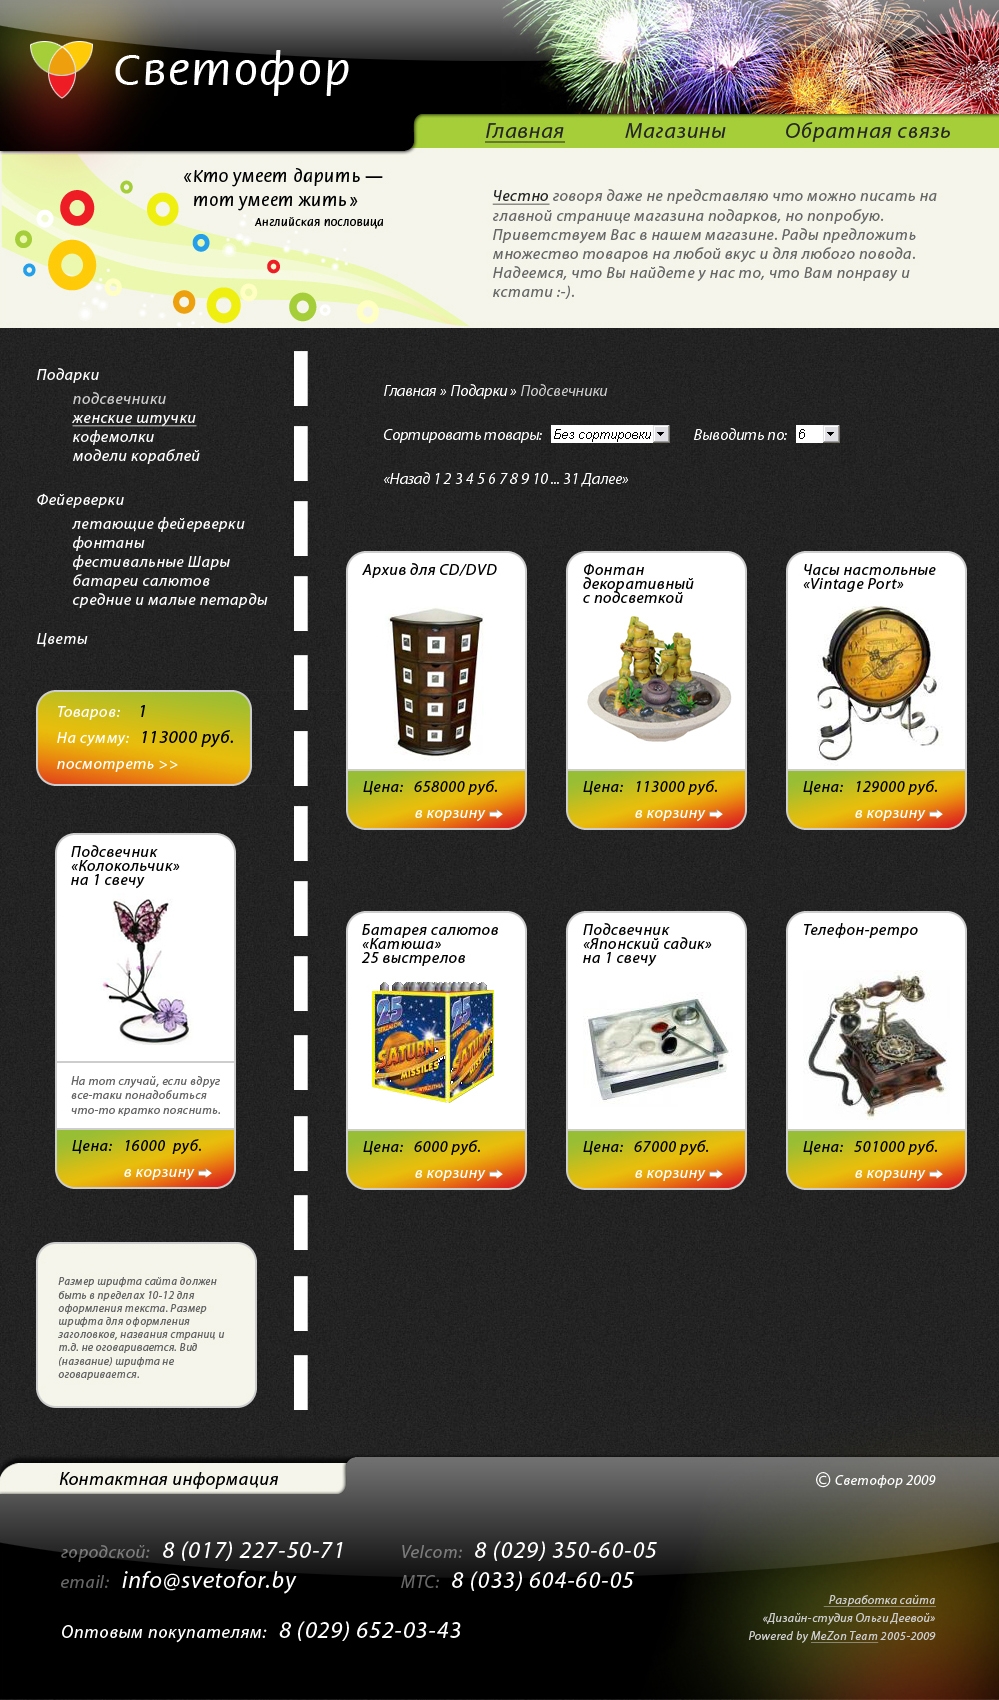 Светофор
Главная Магазины Обратная связь
«Кто умеет дарить —
тот умеет жить»
Английская пословица
Честно говоря даже не представляю что можно писать на
главной странице магазина подарков, но попробую.
Приветствуем Вас в нашем магазине. Рады предложить
множество товаров на любой вкус и для любого повода.
Надеемся, что Вы найдете у нас то, что Вам понраву и
кстати :-).
Подарки
подсвечники
женские штучки
кофемолки
модели кораблей
Фейерверки
летающие фейерверки
фонтаны
фестивальные Шары
батареи салютов
средние и малые петарды
Цветы
Товаров: 1
На сумму: 113000 руб.
посмотреть >>
Подсвечник
«Колокольчик»
на 1 свечу
На тот случай, если вдруг
все-таки понадобиться
что-то кратко пояснить.
Цена: 16000 руб.
в корзину
Размер шрифта сайта должен
быть в пределах 10-12 для
оформления текста. Размер
шрифта для оформления
заголовков, названия страниц и
т.д. не оговаривается. Вид
(название) шрифта не
оговаривается.
Главная » Подарки » Подсвечники
Сортировать товары: Без сортировки Выводить по: 6
«Назад 1 2 3 4 5 6 7 8 9 10 ... 31 Далее»
Архив для CD/DVD
Цена: 658000 руб.
в корзину
Фонтан
декоративный
с подсветкой
Цена: 113000 руб.
в корзину
Часы настольные
«Vintage Port»
Цена: 129000 руб.
в корзину
Батарея салютов
«Катюша»
25 выстрелов
25
25
SATURN
MISSILES
SATURN
MISSILES
Цена: 6000 руб.
в корзину
Подсвечник
«Японский садик»
на 1 свечу
Цена: 67000 руб.
в корзину
Телефон-ретро
Цена: 501000 руб.
в корзину
Контактная информация
© Светофор 2009
городской: 8 (017) 227-50-71
Velcom: 8 (029) 350-60-05
email: info@svetofor.by
МТС: 8 (033) 604-60-05
Оптовым покупателям: 8 (029) 652-03-43
Разработка сайта
«Дизайн-студия Ольги Деевой»
Powered by MeZon Team 2005-2009